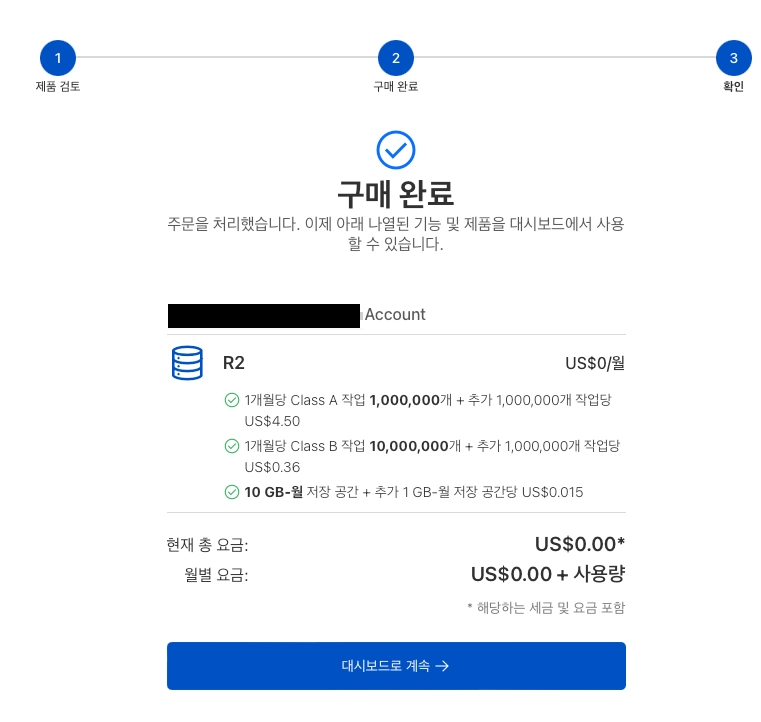 1
2
3
제품 검토
구매 완료
확인
구매 완료
주문을 처리했습니다. 이제 아래 나열된 기능 및 제품을 대시보드에서 사용
할 수 있습니다.
Account
R2
US$0/월
1개월당 Class A 작업 1,000,000개 + 추가 1,000,000개 작업당
US$4.50
1개월당 Class B 작업 10,000,000개 + 추가 1,000,000개 작업당
US$0.36
10 GB-월 저장 공간 + 추가 1 GB-월 저장 공간당 US$0.015
현재 총 요금:
US$0.00*
월별 요금:
US$0.00 + 사용량
* 해당하는 세금 및 요금 포함
대시보드로 계속 →